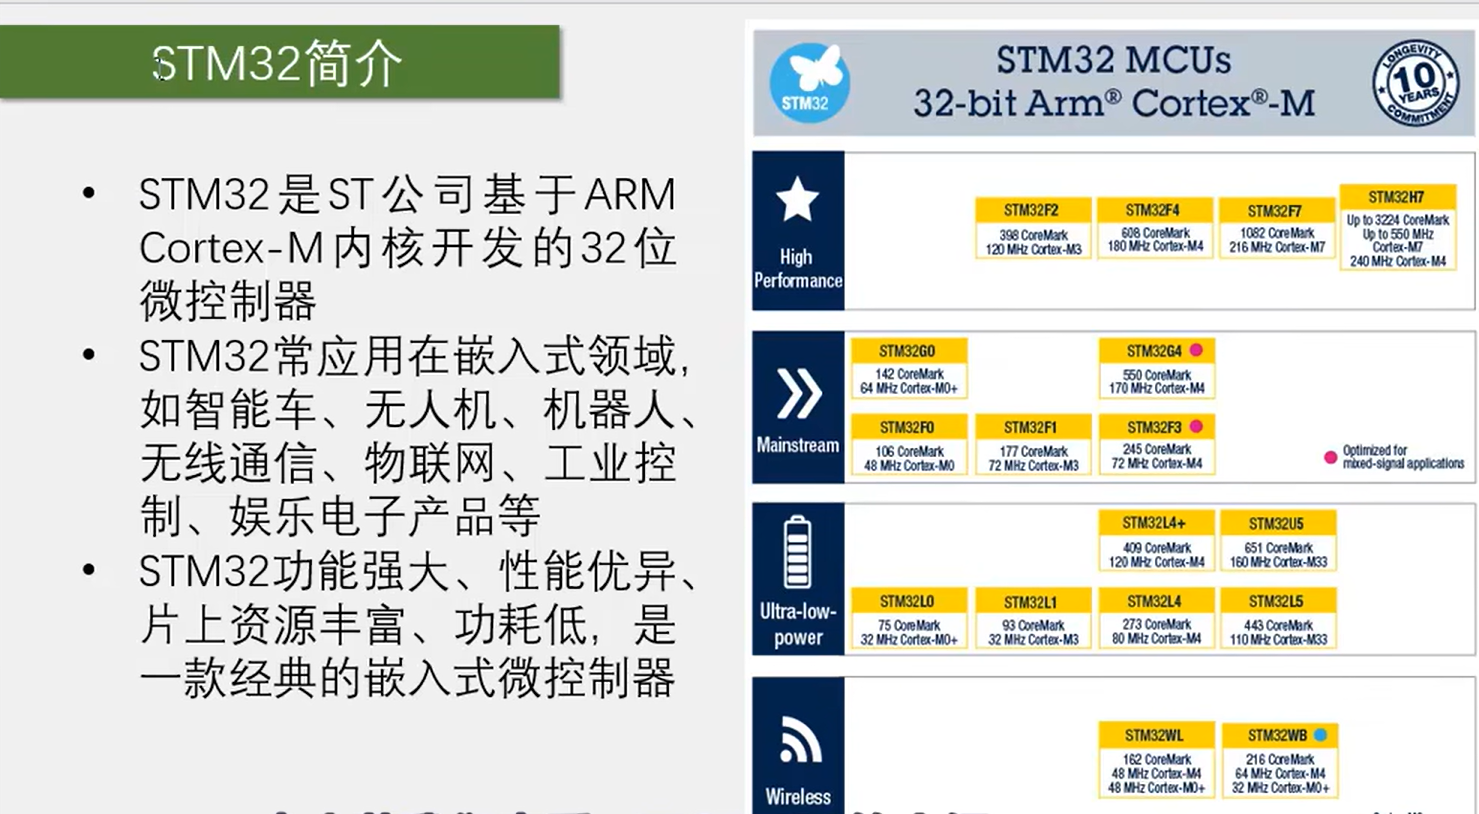 STM32简介
STM32是ST公司基于ARM
Cortex-M内核开发的32位
微控制器
STM32常应用在嵌入式领域,
如智能车、无人机、机器人、
无线通信、物联网、工业控
制、娱乐电子产品等
STM32功能强大、性能优异、
片上资源丰富、功耗低,是
一款经典的嵌入式微控制器
STM32
STM32 MCUs
32-bit Arm® Cortex®-M
LONGEVITY
10
YEARS
COMMITMENT
High
Performance
STM32F2
398 CoreMark
120 MHz Cortex-M3
STM32F4
608 CoreMark
180 MHz Cortex-M4
STM32F7
1082 CoreMark
216 MHz Cortex-M7
STM32H7
Up to 3224 CoreMark
Up to 550 MHz
Cortex-M7
240 MHz Cortex-M4
Mainstream
STM32G0
142 CoreMark
64 MHz Cortex-M0+
STM32G4
550 CoreMark
170 MHz Cortex-M4
STM32F0
106 CoreMark
48 MHz Cortex-M0
STM32F1
177 CoreMark
72 MHz Cortex-M3
STM32F3
245 CoreMark
72 MHz Cortex-M4
Optimized for
mixed-signal applications
Ultra-low-
power
STM32L4+
409 CoreMark
120 MHz Cortex-M4
STM32U5
651 CoreMark
160 MHz Cortex-M33
STM32L0
75 CoreMark
32 MHz Cortex-M0+
STM32L1
93 CoreMark
32 MHz Cortex-M3
STM32L4
273 CoreMark
80 MHz Cortex-M4
STM32L5
443 CoreMark
110 MHz Cortex-M33
Wireless
STM32WL
162 CoreMark
48 MHz Cortex-M4
48 MHz Cortex-M0+
STM32WB
216 CoreMark
64 MHz Cortex-M4
32 MHz Cortex-M0+